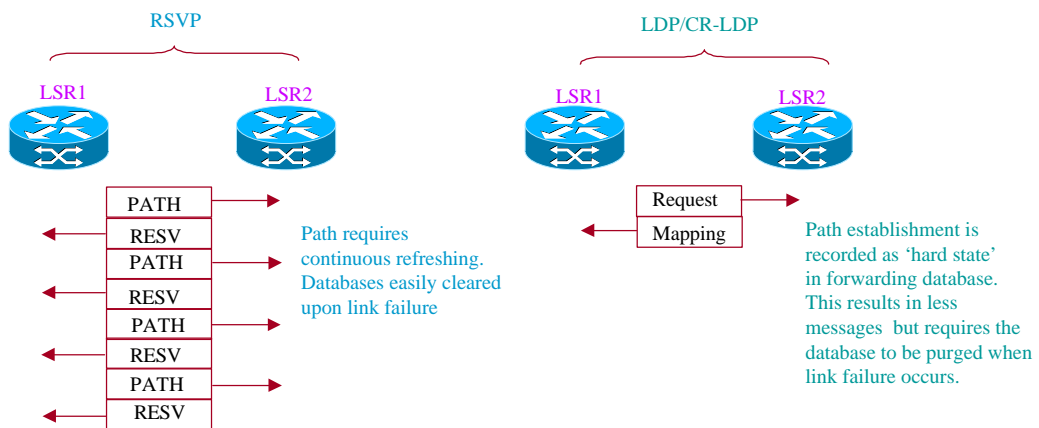 RSVP
LSR1
LSR2
PATH
RESV
PATH
RESV
PATH
RESV
PATH
RESV
Path requires
continuous refreshing.
Databases easily cleared
upon link failure
LDP/CR-LDP
LSR1
LSR2
Request
Mapping
Path establishment is
recorded as ‘hard state’
in forwarding database.
This results in less
messages but requires the
database to be purged when
link failure occurs.